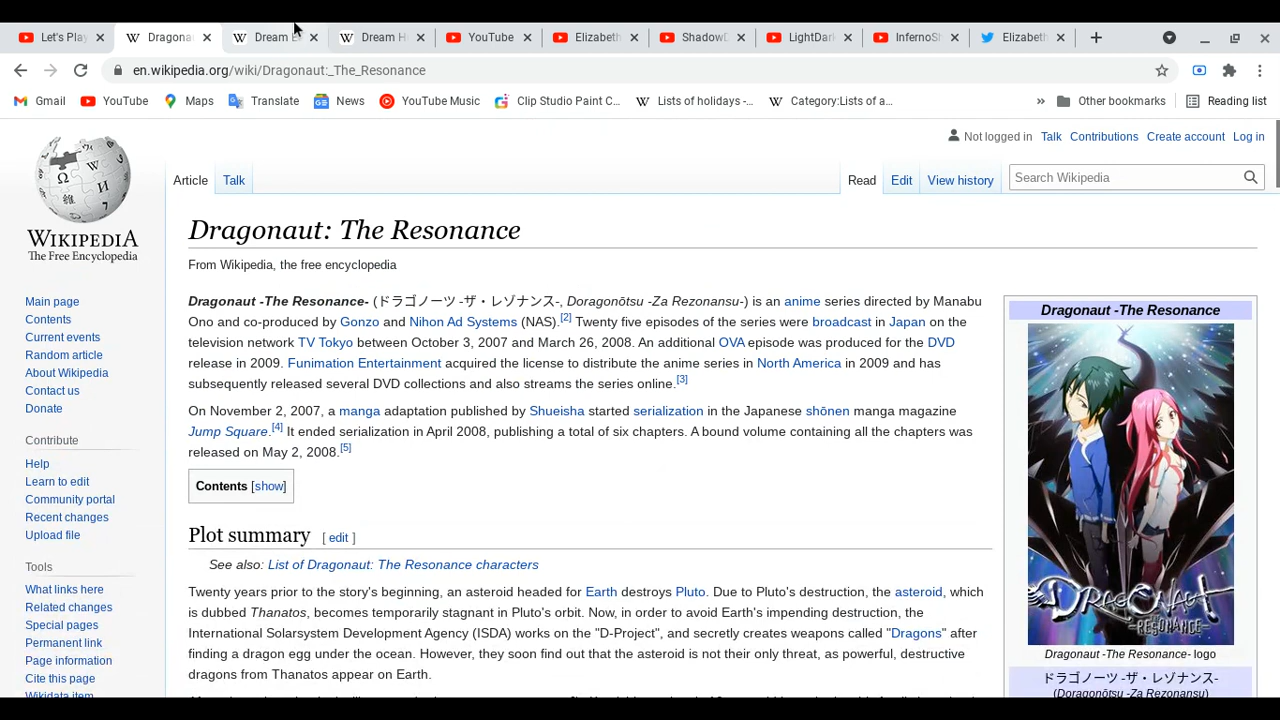 Let's Play
Dragona
Dream E
Dream H
YouTube
Elizabeth
ShadowD
LightDark
InfernoSh
Elizabeth
en.wikipedia.org/wiki/Dragonaut:_The_Resonance
Gmail
YouTube
Maps
Translate
News
YouTube Music
Clip Studio Paint C...
Lists of holidays -...
Category:Lists of a...
»
Other bookmarks
Reading list
Not logged in Talk Contributions Create account Log in
Article Talk
Read Edit View history
Search Wikipedia
WIKIPEDIA
The Free Encyclopedia
Main page
Contents
Current events
Random article
About Wikipedia
Contact us
Donate
Contribute
Help
Learn to edit
Community portal
Recent changes
Upload file
Tools
What links here
Related changes
Special pages
Permanent link
Page information
Cite this page
Wikidata item
Dragonaut: The Resonance
From Wikipedia, the free encyclopedia
Dragonaut -The Resonance- (ドラゴノーツ -ザ・レゾナンス-, Doragonōtsu -Za Rezonansu-) is an anime series directed by Manabu
Ono and co-produced by Gonzo and Nihon Ad Systems (NAS).[2] Twenty five episodes of the series were broadcast in Japan on the
television network TV Tokyo between October 3, 2007 and March 26, 2008. An additional OVA episode was produced for the DVD
release in 2009. Funimation Entertainment acquired the license to distribute the anime series in North America in 2009 and has
subsequently released several DVD collections and also streams the series online.[3]
On November 2, 2007, a manga adaptation published by Shueisha started serialization in the Japanese shōnen manga magazine
Jump Square.[4] It ended serialization in April 2008, publishing a total of six chapters. A bound volume containing all the chapters was
released on May 2, 2008.[5]
Contents [show]
Plot summary [ edit ]
See also: List of Dragonaut: The Resonance characters
Twenty years prior to the story's beginning, an asteroid headed for Earth destroys Pluto. Due to Pluto's destruction, the asteroid, which
is dubbed Thanatos, becomes temporarily stagnant in Pluto's orbit. Now, in order to avoid Earth's impending destruction, the
International Solarsystem Development Agency (ISDA) works on the "D-Project", and secretly creates weapons called "Dragons" after
finding a dragon egg under the ocean. However, they soon find out that the asteroid is not their only threat, as powerful, destructive
dragons from Thanatos appear on Earth.
Dragonaut -The Resonance-
DRAGONAUT
-RESONANCE-
Dragonaut -The Resonance- logo
ドラゴノーツ -ザ・レゾナンス-
(Doragonōtsu -Za Rezonansu)